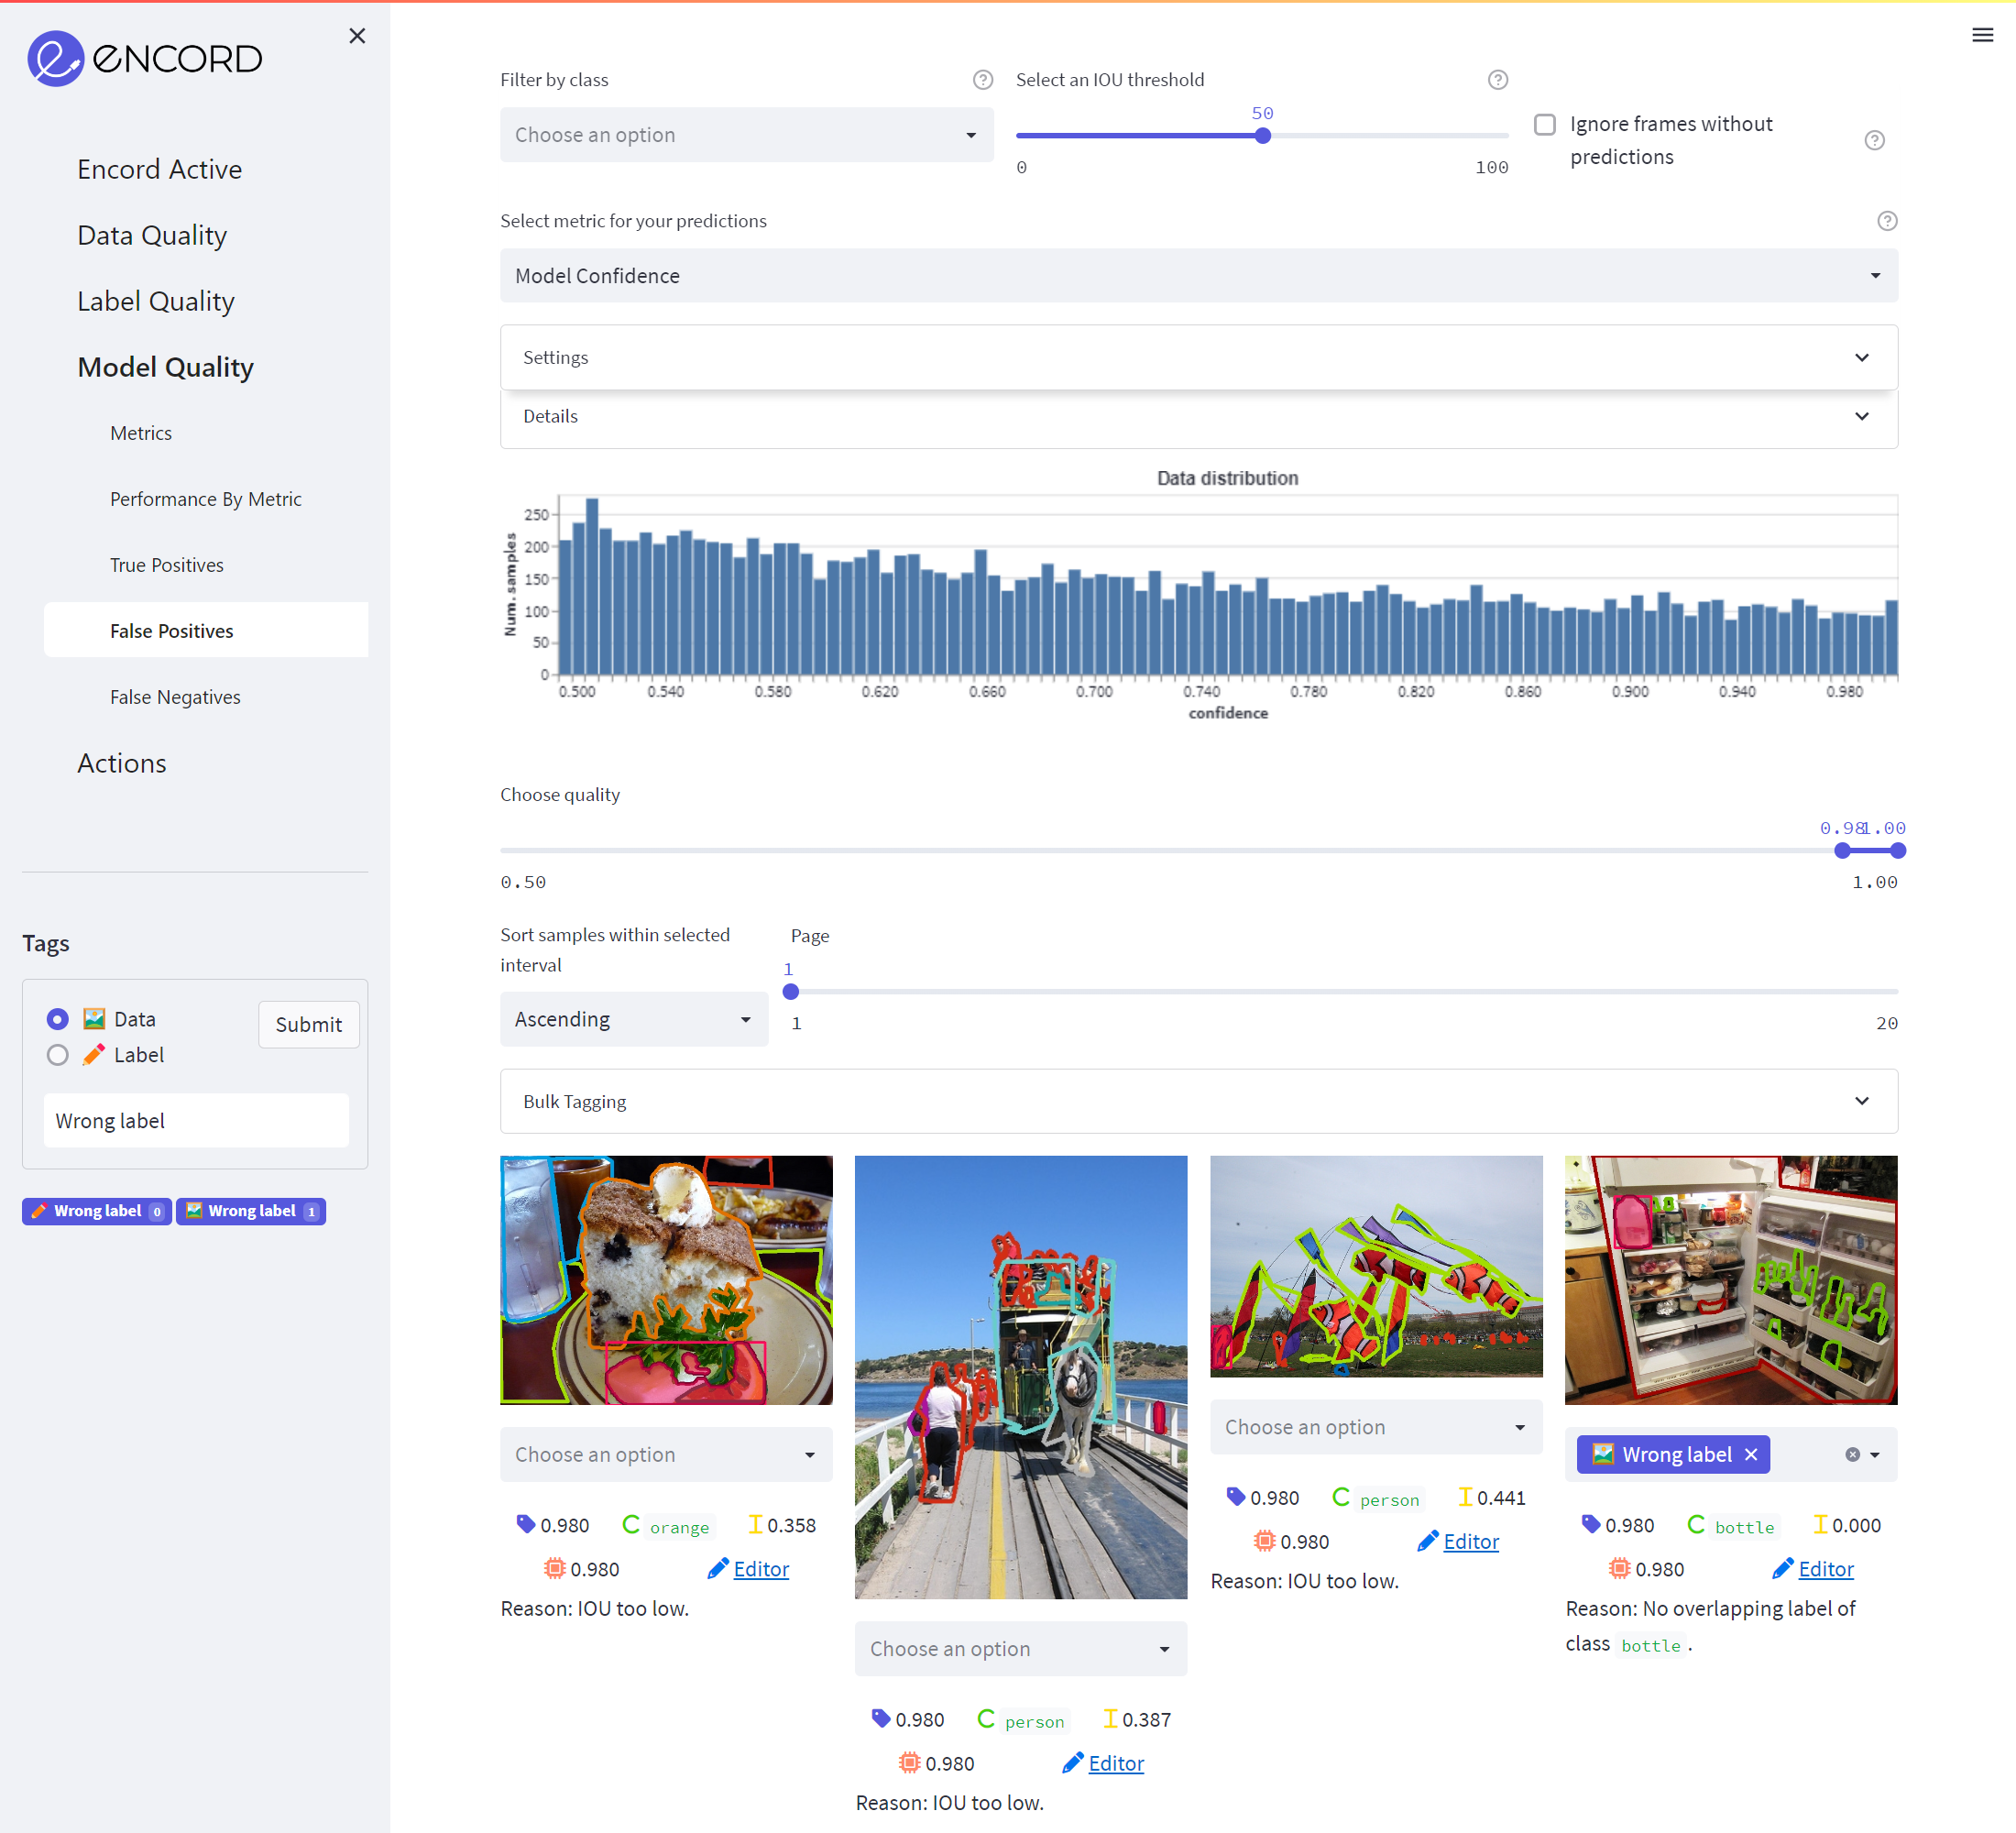 ENCORD
Encord Active
Data Quality
Label Quality
Model Quality
Metrics
Performance By Metric
True Positives
False Positives
False Negatives
Actions
Tags
Data
Label
Submit
Wrong label
Wrong label 0
Wrong label 1
Filter by class
Choose an option
Select an IOU threshold
50
0
100
Ignore frames without
predictions
Select metric for your predictions
Model Confidence
Settings
Details
Data distribution
Num. samples
250
200
150
100
50
0
0.500 0.540 0.580 0.620 0.660 0.700 0.740 0.780 0.820 0.860 0.900 0.940 0.980
confidence
Choose quality
0.98 1.00
0.50
1.00
Sort samples within selected
interval
Ascending
Page
1
1
20
Bulk Tagging
Choose an option
0.980 C orange 0.358
0.980 Editor
Reason: IOU too low.
Choose an option
0.980 C person 0.387
0.980 Editor
Reason: IOU too low.
Choose an option
0.980 C person 0.441
0.980 Editor
Reason: IOU too low.
Wrong label
0.980 C bottle 0.000
0.980 Editor
Reason: No overlapping label of
class bottle.